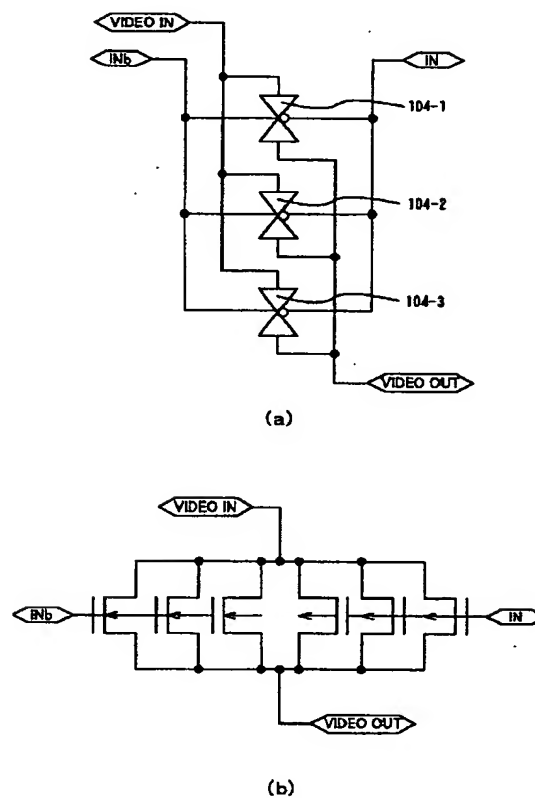 VIDEO IN
INb
IN
104-1
104-2
104-3
VIDEO OUT
(a)
VIDEO IN
INb
IN
VIDEO OUT
(b)